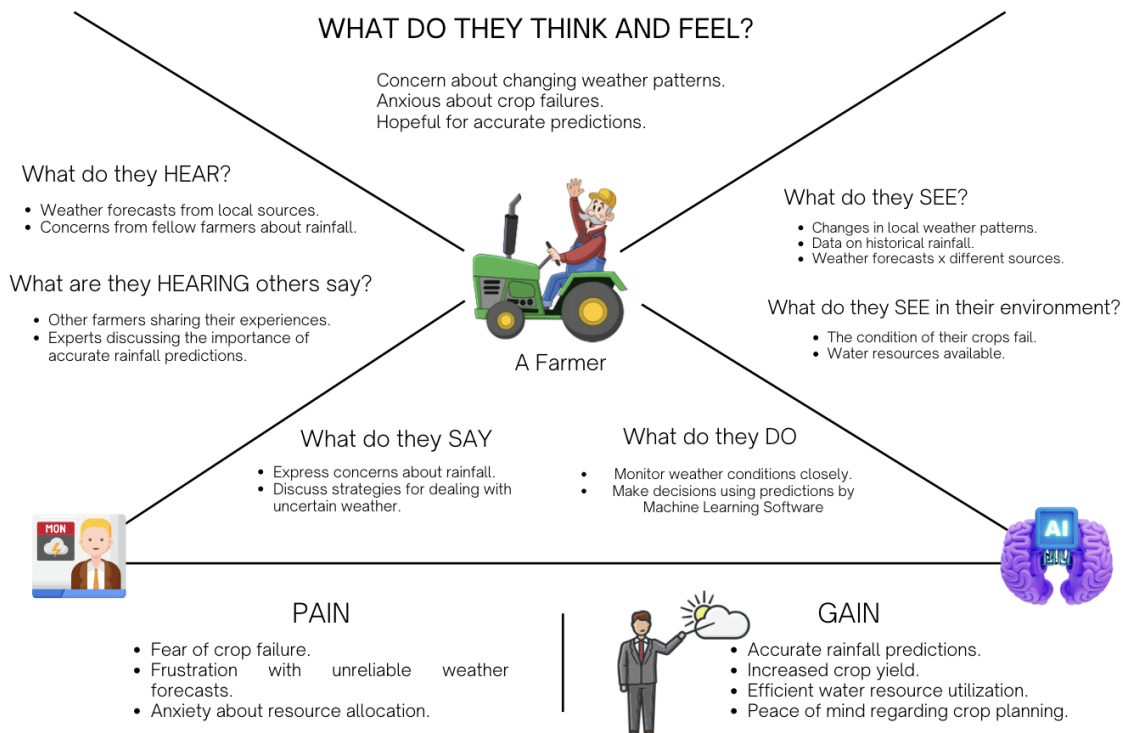 WHAT DO THEY THINK AND FEEL?
Concern about changing weather patterns.
Anxious about crop failures.
Hopeful for accurate predictions.
What do they HEAR?
• Weather forecasts from local sources.
• Concerns from fellow farmers about rainfall.
What are they HEARING others say?
• Other farmers sharing their experiences.
• Experts discussing the importance of
accurate rainfall predictions.
What do they SEE?
• Changes in local weather patterns.
• Data on historical rainfall.
• Weather forecasts x different sources.
What do they SEE in their environment?
• The condition of their crops fail.
• Water resources available.
A Farmer
What do they SAY
• Express concerns about rainfall.
• Discuss strategies for dealing with
uncertain weather.
What do they DO
• Monitor weather conditions closely.
• Make decisions using predictions by
Machine Learning Software
MON
AI
PAIN
• Fear of crop failure.
• Frustration with unreliable weather
forecasts.
• Anxiety about resource allocation.
GAIN
• Accurate rainfall predictions.
• Increased crop yield.
• Efficient water resource utilization.
• Peace of mind regarding crop planning.